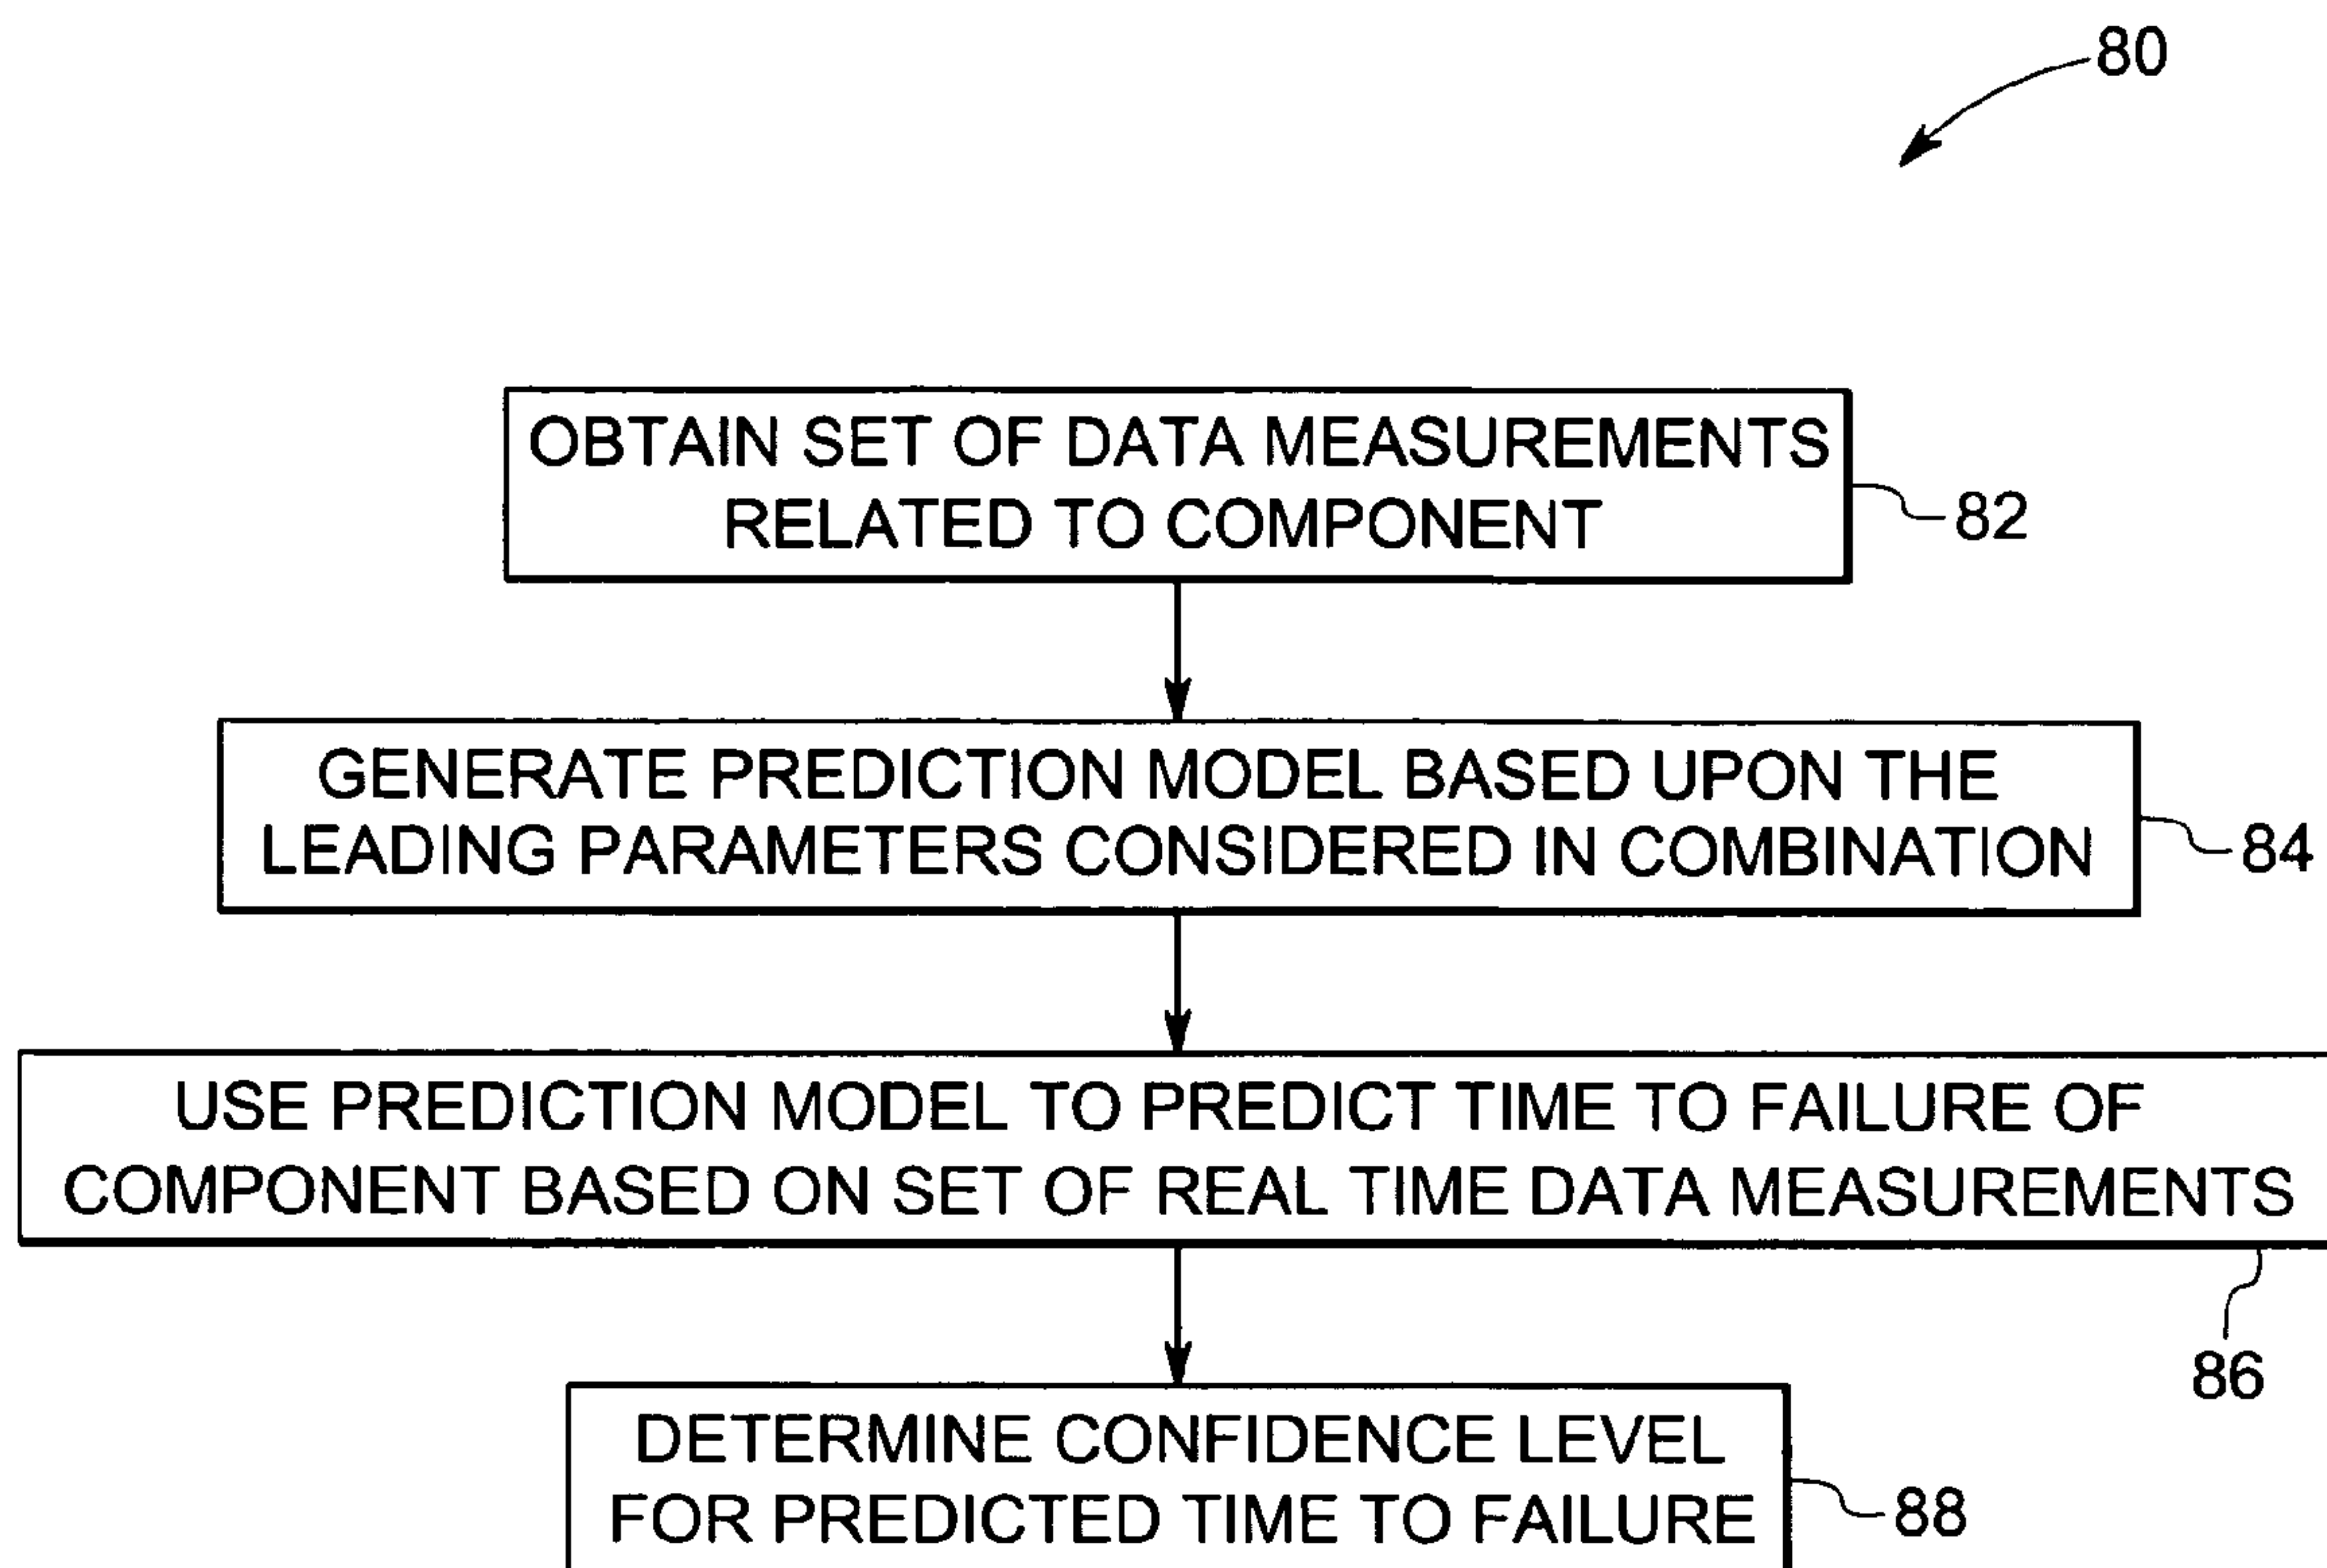 80
OBTAIN SET OF DATA MEASUREMENTS
RELATED TO COMPONENT
82
GENERATE PREDICTION MODEL BASED UPON THE
LEADING PARAMETERS CONSIDERED IN COMBINATION
84
USE PREDICTION MODEL TO PREDICT TIME TO FAILURE OF
COMPONENT BASED ON SET OF REAL TIME DATA MEASUREMENTS
86
DETERMINE CONFIDENCE LEVEL
FOR PREDICTED TIME TO FAILURE
88